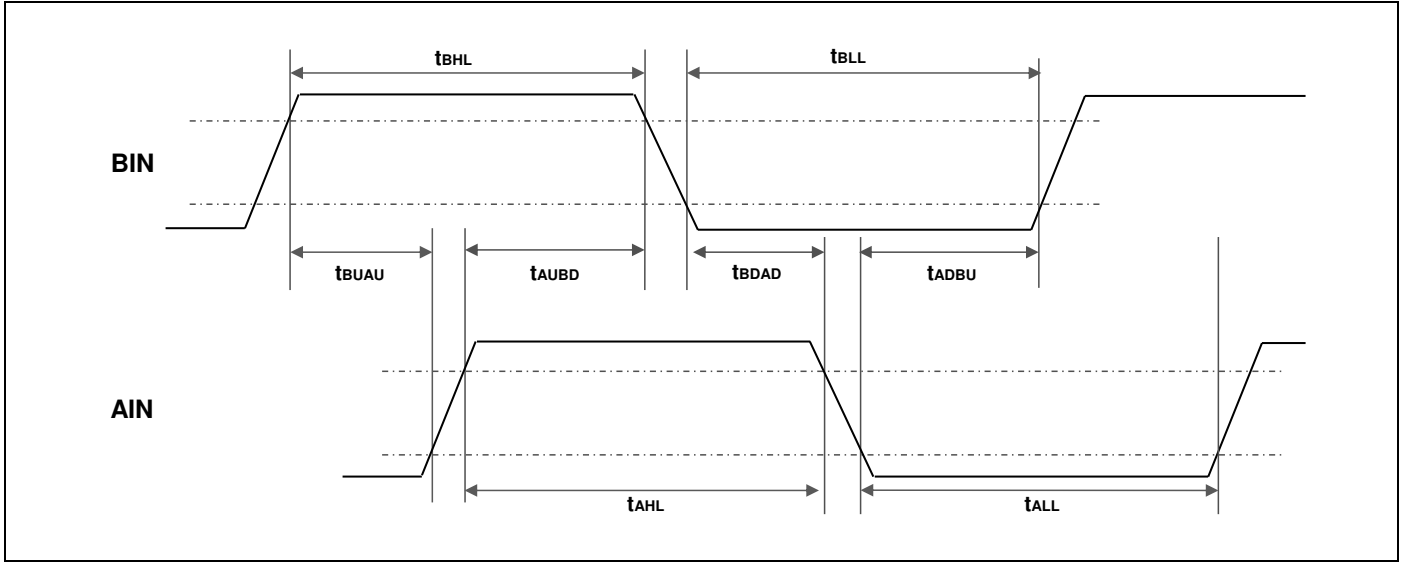 tBHL
tBLL
BIN
tBUAU
tAUBD
tBDAD
tADBU
AIN
tAHL
tALL